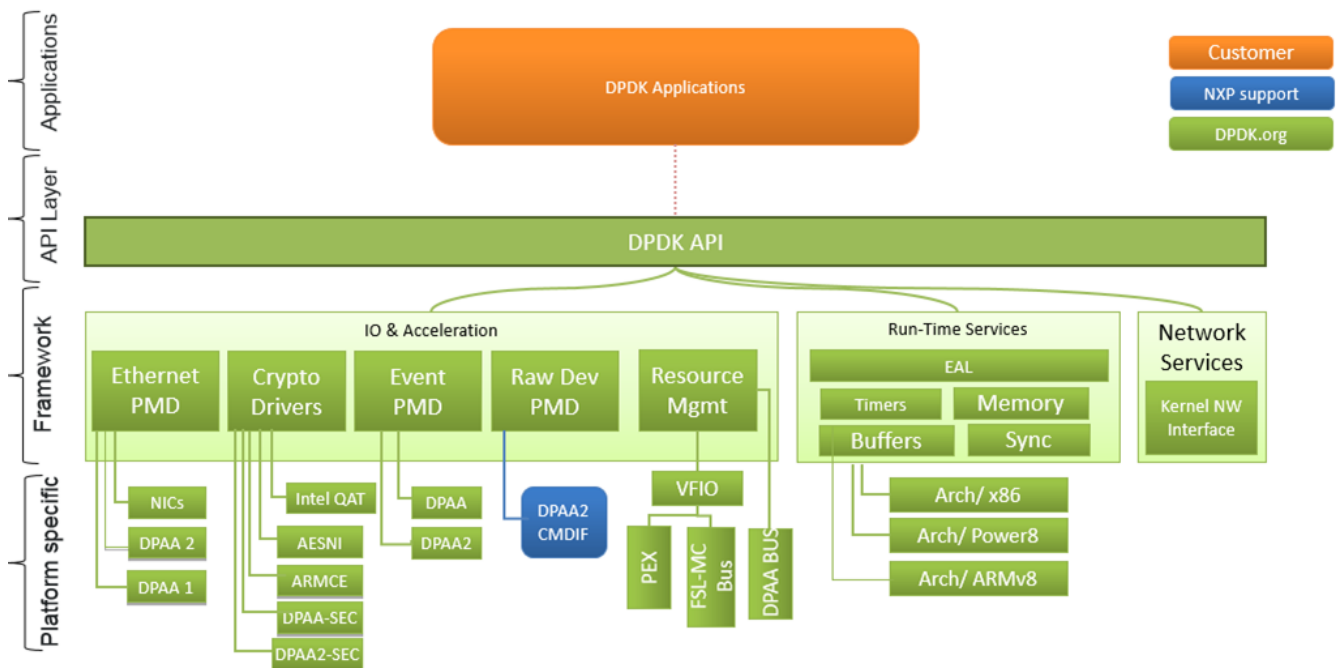 Applications
DPDK Applications
Customer
NXP support
DPDK.org
API Layer
DPDK API
Framework
IO & Acceleration
Ethernet
PMD
Crypto
Drivers
Event
PMD
Raw Dev
PMD
Resource
Mgmt
Run-Time Services
EAL
Timers
Memory
Buffers
Sync
Network
Services
Kernel NW
Interface
Platform specific
NICs
DPAA 2
DPAA 1
Intel QAT
AESNI
ARMCE
DPAA-SEC
DPAA2-SEC
DPAA
DPAA2
DPAA2
CMDIF
VFIO
PEX
FSL-MC
Bus
DPAA BUS
Arch/ x86
Arch/ Power8
Arch/ ARMv8